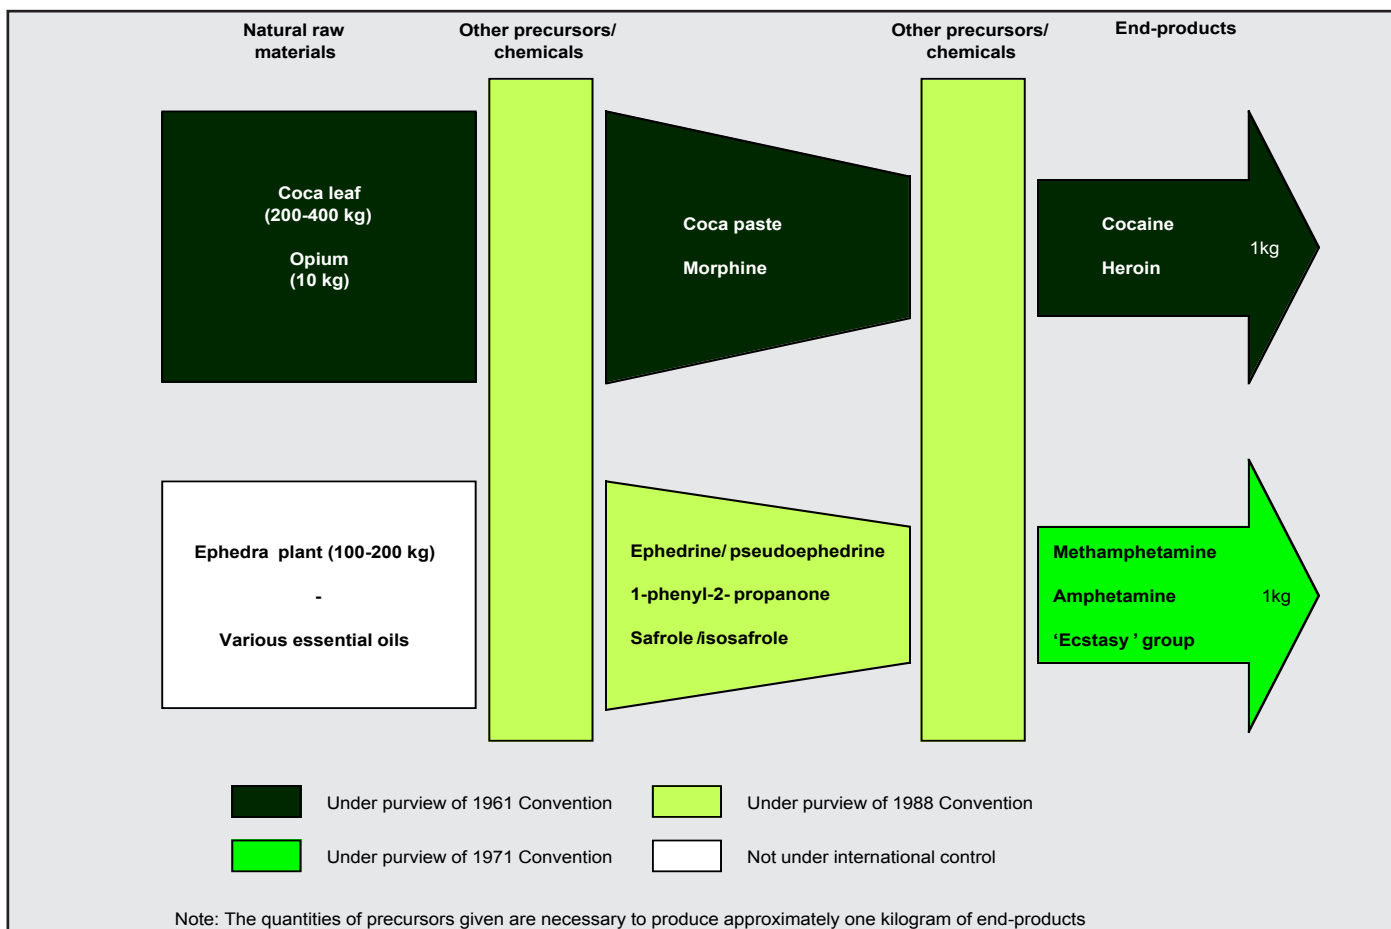 Natural raw
materials
Other precursors/
chemicals
Other precursors/
chemicals
End-products
Coca leaf
(200-400 kg)
Opium
(10 kg)
Coca paste
Morphine
Cocaine
Heroin
1kg
Ephedra plant (100-200 kg)
-
Various essential oils
Ephedrine/ pseudoephedrine
1-phenyl-2- propanone
Safrole /isosafrole
Methamphetamine
Amphetamine
‘Ecstasy ’ group
1kg
Under purview of 1961 Convention
Under purview of 1988 Convention
Under purview of 1971 Convention
Not under international control
Note: The quantities of precursors given are necessary to produce approximately one kilogram of end-products